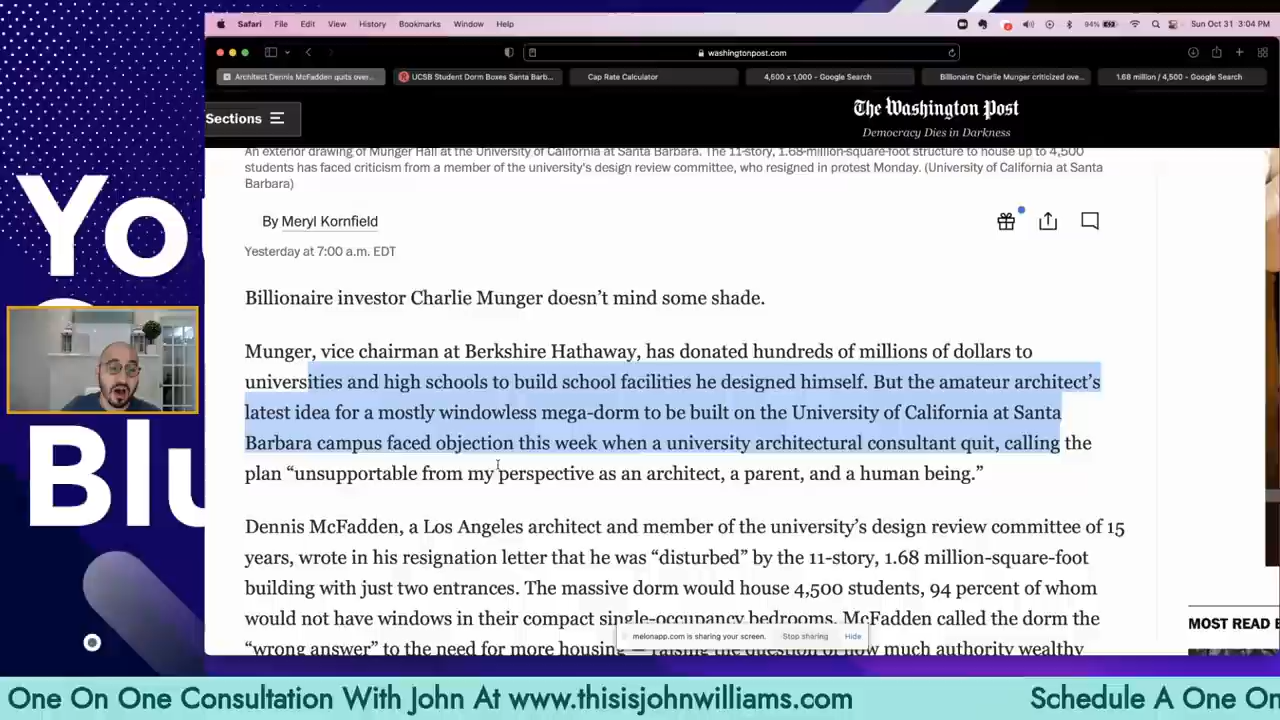 Safari File Edit View History Bookmarks Window Help 94% Sun Oct 31 3:04 PM
washingtonpost.com
Architect Dennis McFadden quits over... UCSB Student Dorm Boxes Santa Barb... Cap Rate Calculator 4,600 x 1,000 - Google Search Billionaire Charlie Munger criticized ove... 1.68 million / 4,500 - Google Search
Sections
The Washington Post
Democracy Dies in Darkness
An exterior drawing of Munger Hall at the University of California at Santa Barbara. The 11-story, 1.68-million-square-foot structure to house up to 4,500
students has faced criticism from a member of the university's design review committee, who resigned in protest Monday. (University of California at Santa
Barbara)
By Meryl Kornfield
Yesterday at 7:00 a.m. EDT
Billionaire investor Charlie Munger doesn’t mind some shade.
Munger, vice chairman at Berkshire Hathaway, has donated hundreds of millions of dollars to
universities and high schools to build school facilities he designed himself. But the amateur architect’s
latest idea for a mostly windowless mega-dorm to be built on the University of California at Santa
Barbara campus faced objection this week when a university architectural consultant quit, calling the
plan “unsupportable from my perspective as an architect, a parent, and a human being.”
Dennis McFadden, a Los Angeles architect and member of the university’s design review committee of 15
years, wrote in his resignation letter that he was “disturbed” by the 11-story, 1.68 million-square-foot
building with just two entrances. The massive dorm would house 4,500 students, 94 percent of whom
would not have windows in their compact single-occupancy bedrooms. McFadden called the dorm the
“wrong answer” to the need for more housing — raising the question of how much authority wealthy
melonapp.com is sharing your screen. Stop sharing Hide
MOST READ
Yo
Blu
One On One Consultation With John At www.thisisjohnwilliams.com Schedule A One On